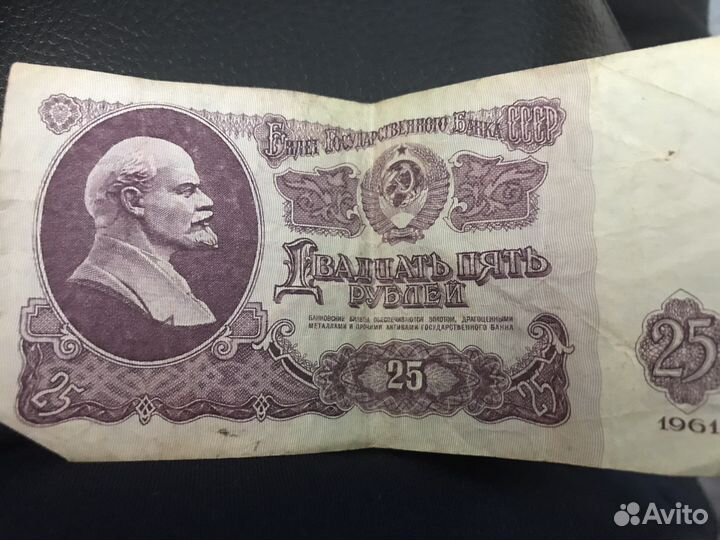 Билет Государственного Банка СССР
Двадцать пять
рублей
банковские билеты обеспечиваются золотом, драгоценными
металлами и прочими активами государственного банка
25
25
25
25
1961
Avito